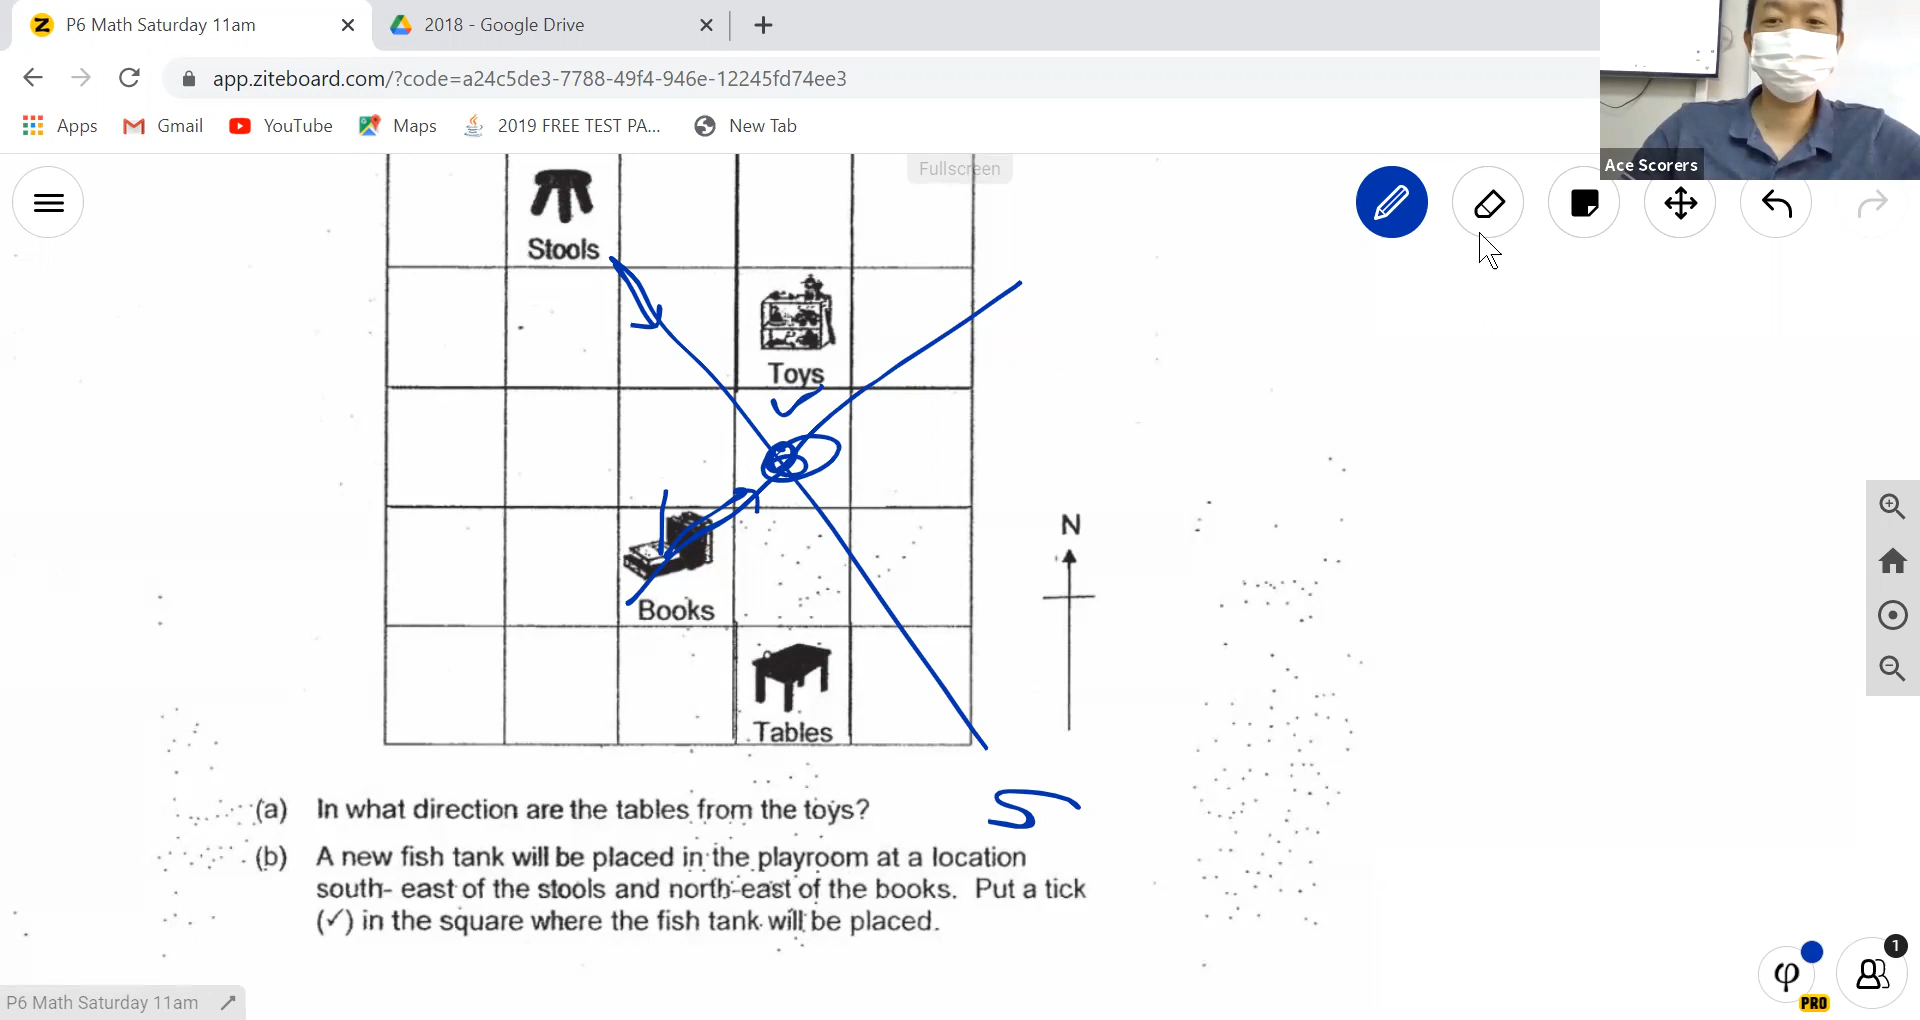 P6 Math Saturday 11am
2018 - Google Drive
app.ziteboard.com/?code=a24c5de3-7788-49f4-946e-12245fd74ee3
Apps
Gmail
YouTube
Maps
2019 FREE TEST PA...
New Tab
Ace Scorers
Fullscreen
Stools
Toys
Books
N
Tables
(a) In what direction are the tables from the toys?
S
(b) A new fish tank will be placed in the playroom at a location
south- east of the stools and north-east of the books. Put a tick
(✓) in the square where the fish tank will be placed.
1
φ
PRO
P6 Math Saturday 11am